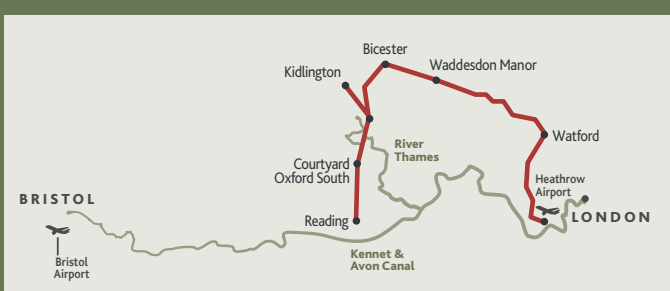 Bicester
Waddesdon Manor
Kidlington
Watford
River
Thames
Courtyard
Oxford South
Heathrow
Airport
BRISTOL
LONDON
Reading
Kennet &
Avon Canal
Bristol
Airport